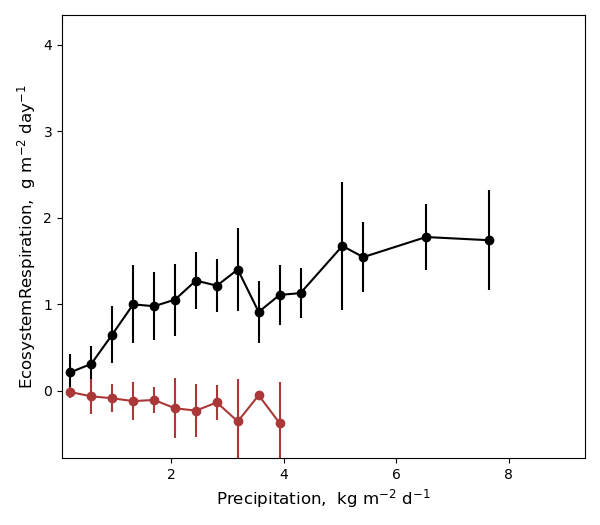 4
3
2
1
0
EcosystemRespiration,  g m⁻² day⁻¹
2 4 6 8
Precipitation,  kg m⁻² d⁻¹